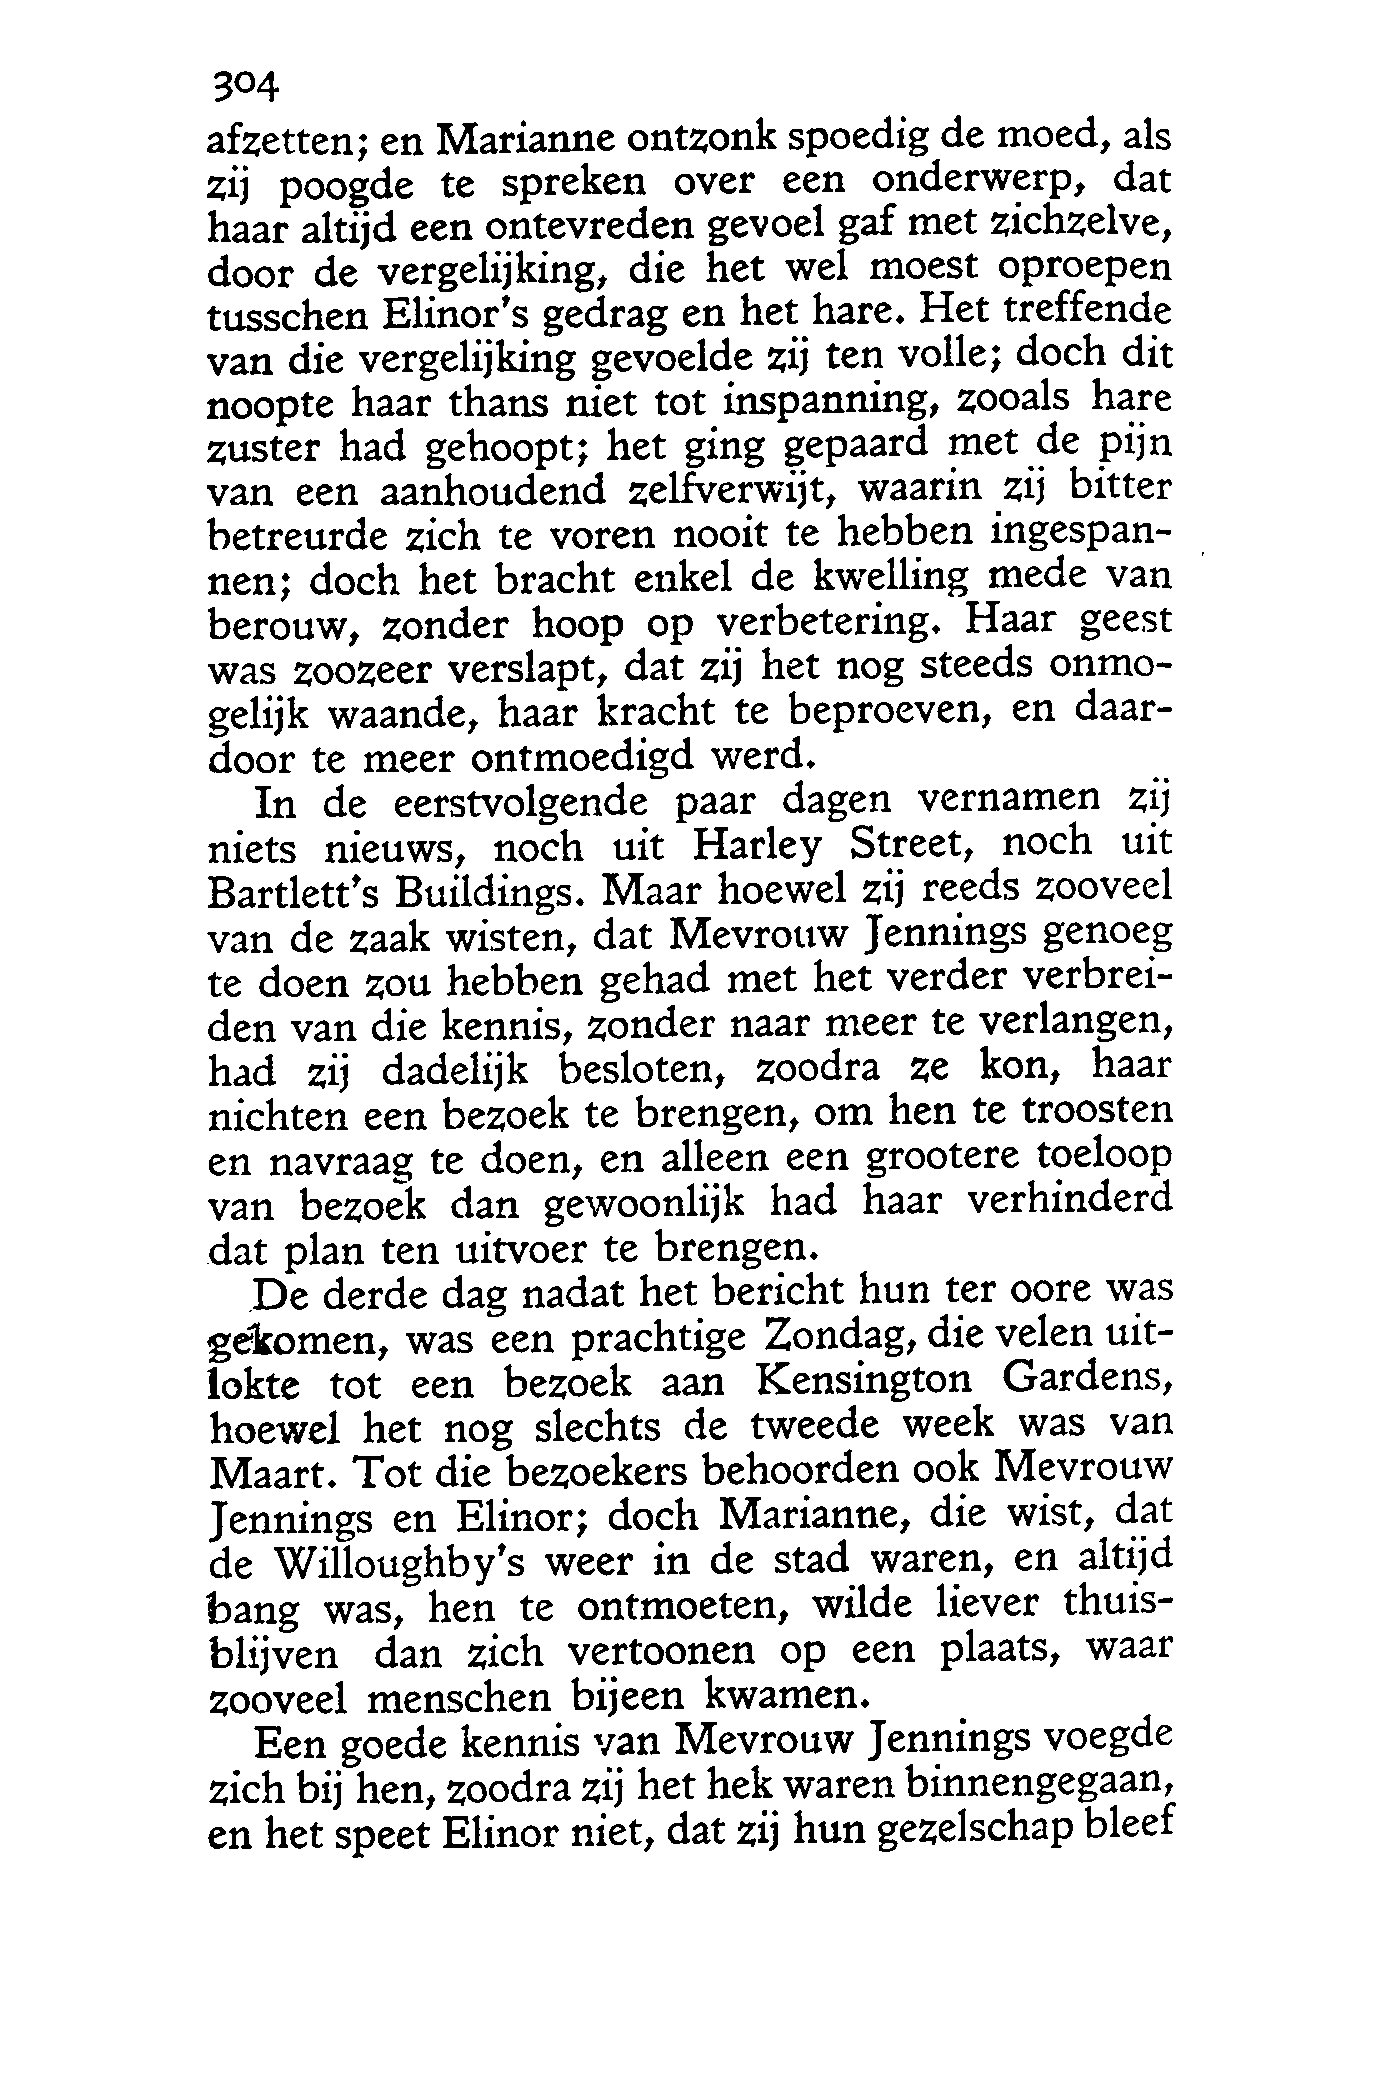 304
afzetten; en Marianne ontzonk spoedig de moed, als
zij poogde te spreken over een onderwerp, dat
haar altijd een ontevreden gevoel gaf met zichzelve,
door de vergelijking, die het wel moest oproepen
tusschen Elinor's gedrag en het hare. Het treffende
van die vergelijking gevoelde zij ten volle; doch dit
noopte haar thans niet tot inspanning, zooals hare
zuster had gehoopt; het ging gepaard met de pijn
van een aanhoudend zelfverwijt, waarin zij bitter
betreurde zich te voren nooit te hebben ingespan-
nen; doch het bracht enkel de kwelling mede van
berouw, zonder hoop op verbetering. Haar geest
was zoozeer verslapt, dat zij het nog steeds onmo-
gelijk waande, haar kracht te beproeven, en daar-
door te meer ontmoedigd werd.
In de eerstvolgende paar dagen vernamen zij
niets nieuws, noch uit Harley Street, noch uit
Bartlett's Buildings. Maar hoewel zij reeds zooveel
van de zaak wisten, dat Mevrouw Jennings genoeg
te doen zou hebben gehad met het verder verbrei-
den van die kennis, zonder naar meer te verlangen,
had zij dadelijk besloten, zoodra ze kon, haar
nichten een bezoek te brengen, om hen te troosten
en navraag te doen, en alleen een grootere toeloop
van bezoek dan gewoonlijk had haar verhinderd
dat plan ten uitvoer te brengen.
De derde dag nadat het bericht hun ter oore was
gekomen, was een prachtige Zondag, die velen uit-
lokte tot een bezoek aan Kensington Gardens,
hoewel het nog slechts de tweede week was van
Maart. Tot die bezoekers behoorden ook Mevrouw
Jennings en Elinor; doch Marianne, die wist, dat
de Willoughby's weer in de stad waren, en altijd
bang was, hen te ontmoeten, wilde liever thuis-
blijven dan zich vertoonen op een plaats, waar
zooveel menschen bijeen kwamen.
Een goede kennis van Mevrouw Jennings voegde
zich bij hen, zoodra zij het hek waren binnengegaan,
en het speet Elinor niet, dat zij hun gezelschap bleef